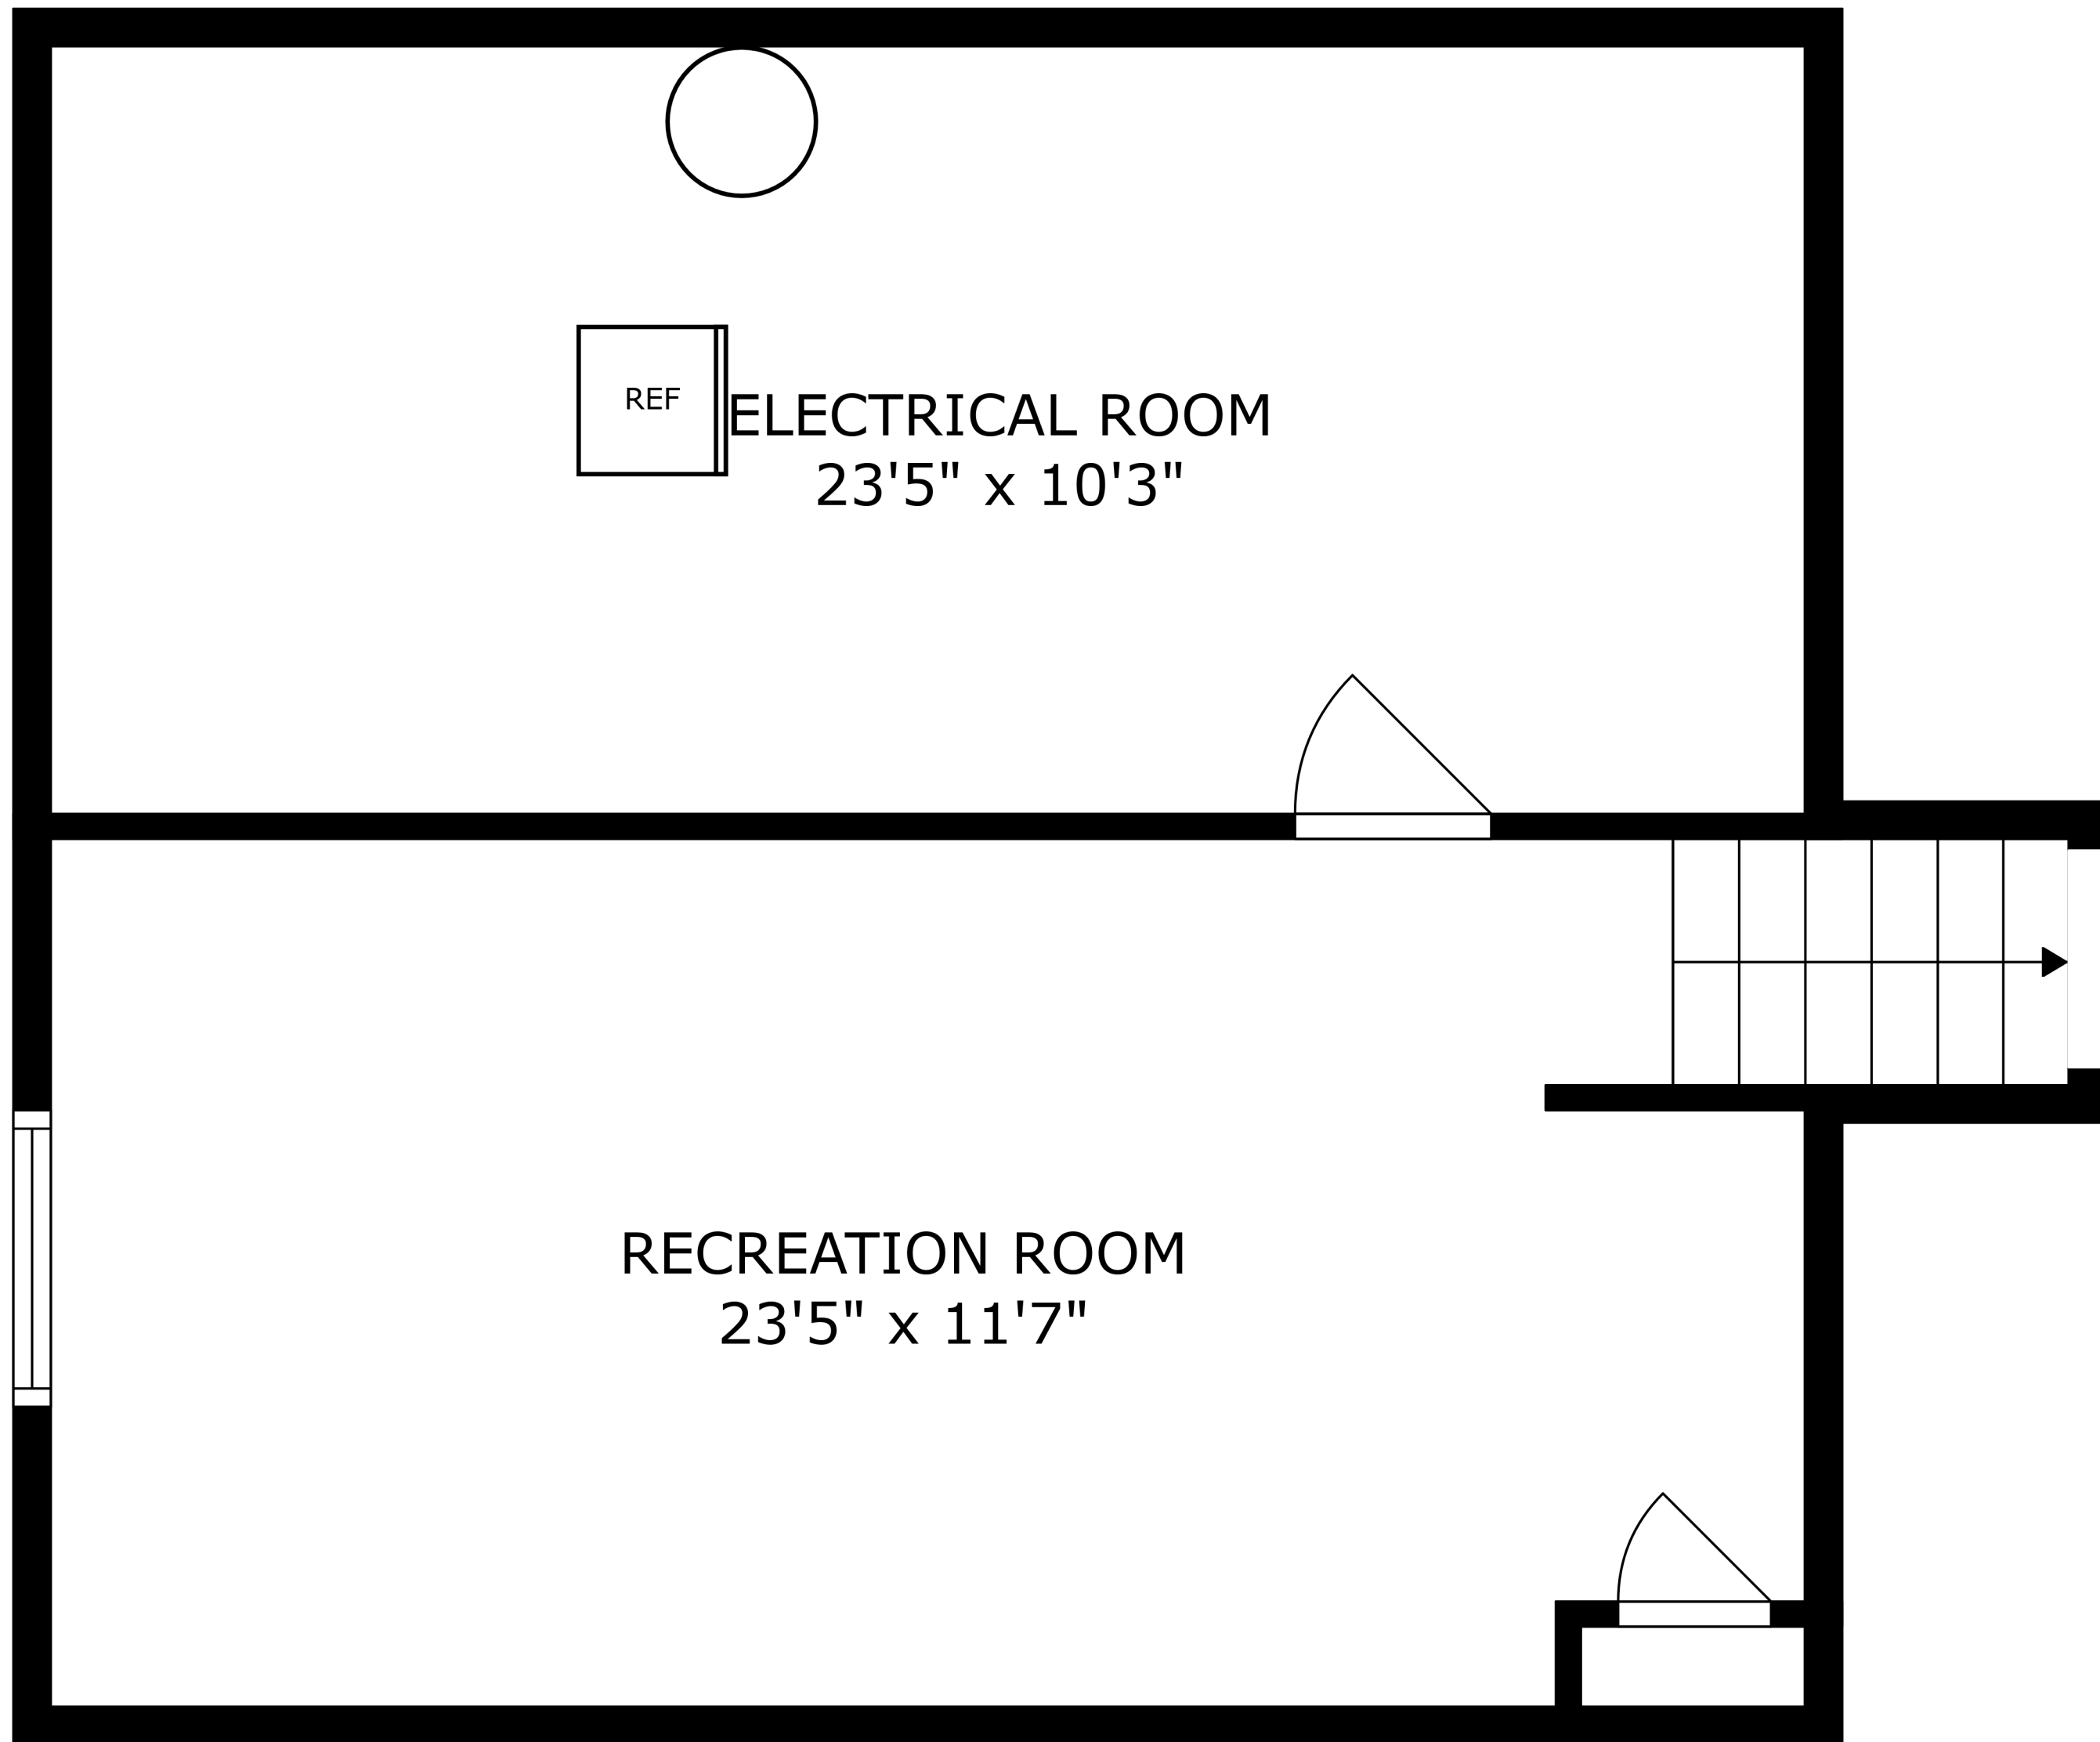 REF
ELECTRICAL ROOM
23'5" x 10'3"
RECREATION ROOM
23'5" x 11'7"